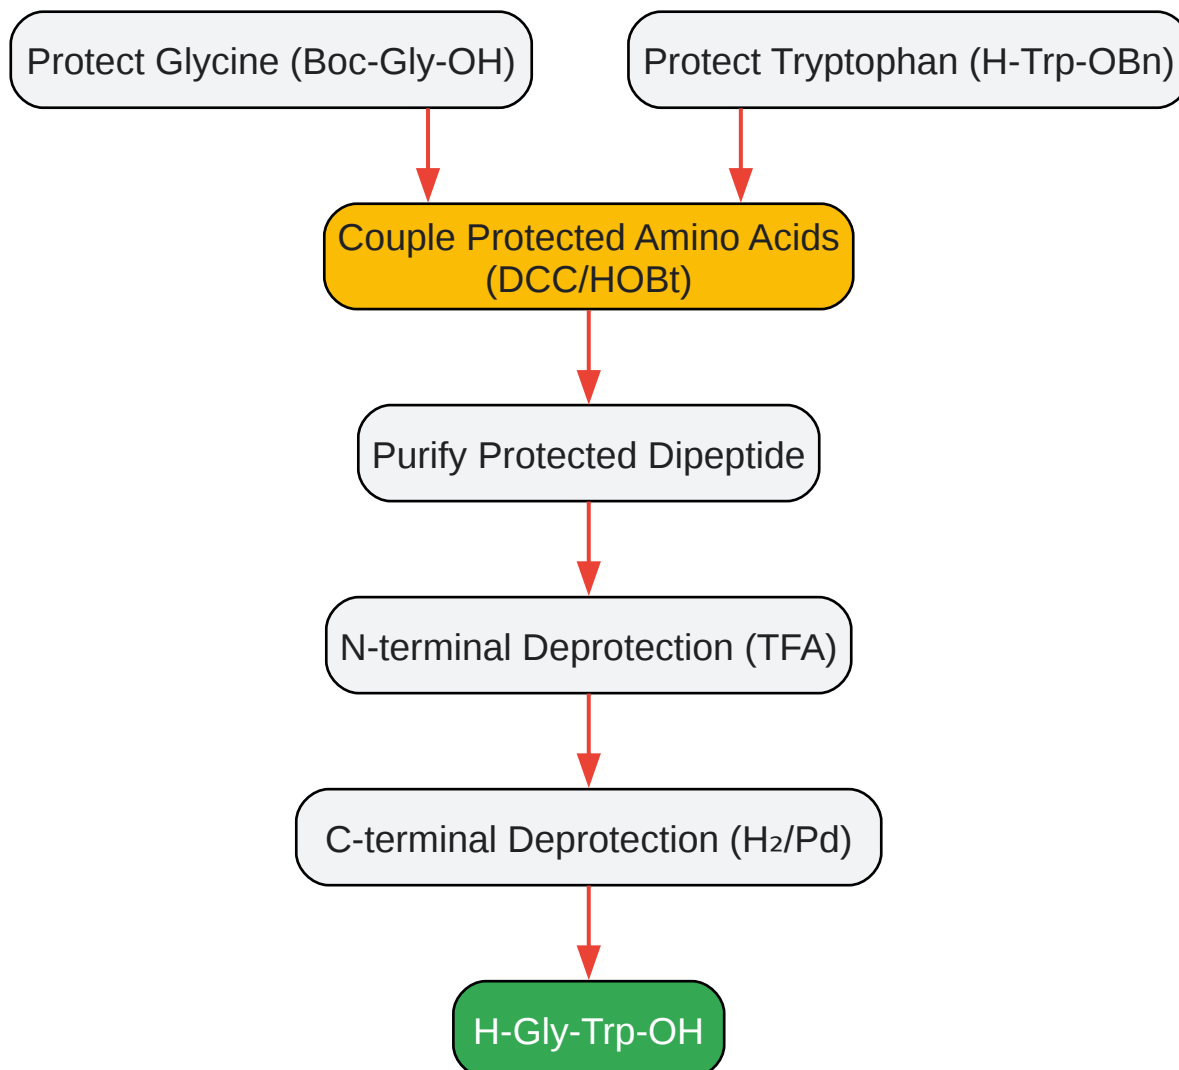 Protect Glycine (Boc-Gly-OH)
Protect Tryptophan (H-Trp-OBn)
Couple Protected Amino Acids
(DCC/HOBt)
Purify Protected Dipeptide
N-terminal Deprotection (TFA)
C-terminal Deprotection (H₂/Pd)
H-Gly-Trp-OH